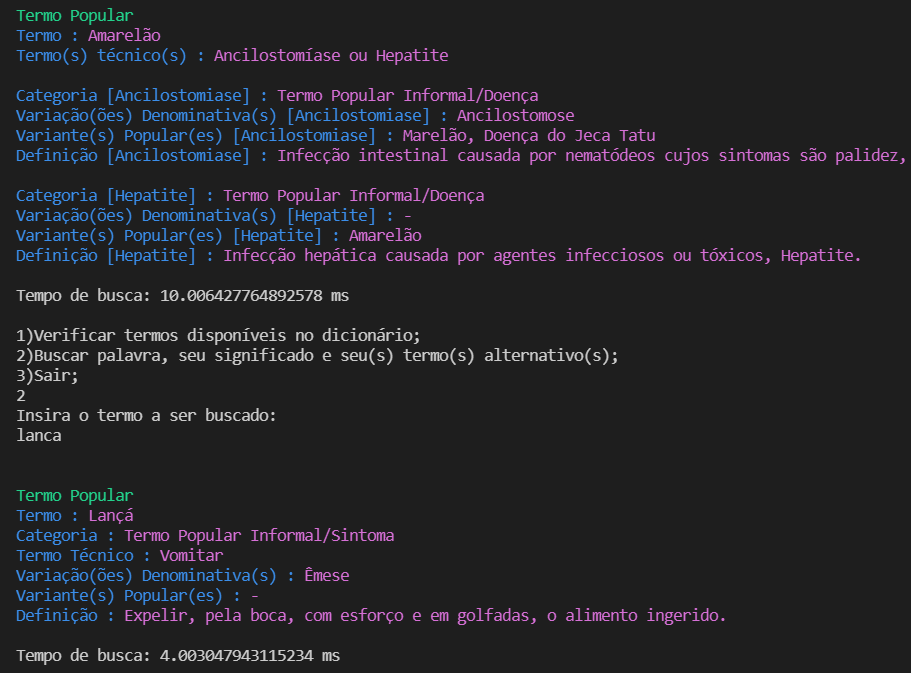 Termo Popular
Termo : Amarelão
Termo(s) técnico(s) : Ancilostomíase ou Hepatite
Categoria [Ancilostomiase] : Termo Popular Informal/Doença
Variação(ões) Denominativa(s) [Ancilostomiase] : Ancilostomose
Variante(s) Popular(es) [Ancilostomiase] : Marelão, Doença do Jeca Tatu
Definição [Ancilostomiase] : Infecção intestinal causada por nematódeos cujos sintomas são palidez,
Categoria [Hepatite] : Termo Popular Informal/Doença
Variação(ões) Denominativa(s) [Hepatite] : -
Variante(s) Popular(es) [Hepatite] : Amarelão
Definição [Hepatite] : Infecção hepática causada por agentes infecciosos ou tóxicos, Hepatite.
Tempo de busca: 10.006427764892578 ms
1)Verificar termos disponíveis no dicionário;
2)Buscar palavra, seu significado e seu(s) termo(s) alternativo(s);
3)Sair;
2
Insira o termo a ser buscado:
lanca
Termo Popular
Termo : Lançá
Categoria : Termo Popular Informal/Sintoma
Termo Técnico : Vomitar
Variação(ões) Denominativa(s) : Êmese
Variante(s) Popular(es) : -
Definição : Expelir, pela boca, com esforço e em golfadas, o alimento ingerido.
Tempo de busca: 4.003047943115234 ms